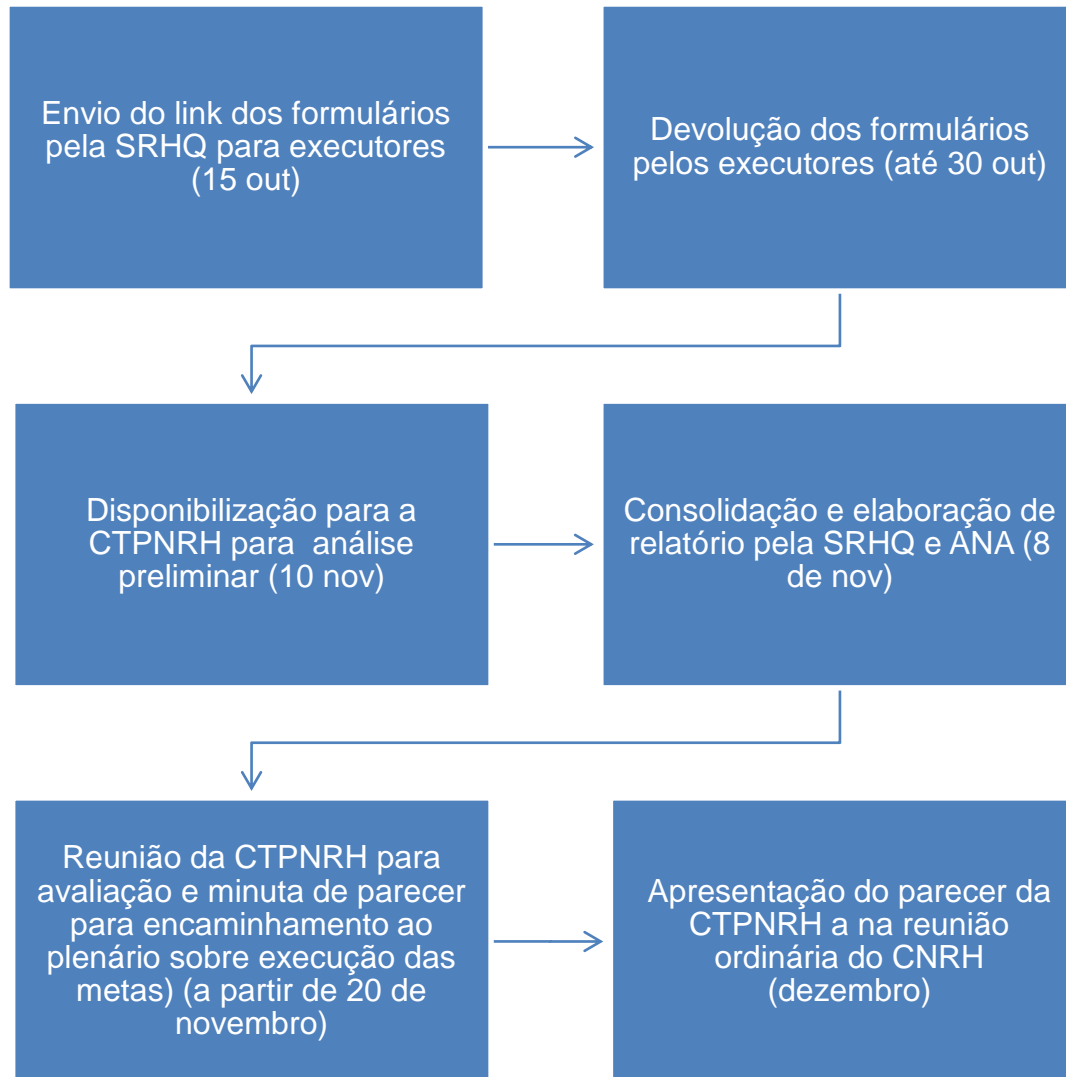 Envio do link dos formulários
pela SRHQ para executores
(15 out)
Devolução dos formulários
pelos executores (até 30 out)
Disponibilização para a
CTPNRH para  análise
preliminar (10 nov)
Consolidação e elaboração de
relatório pela SRHQ e ANA (8
de nov)
Reunião da CTPNRH para
avaliação e minuta de parecer
para encaminhamento ao
plenário sobre execução das
metas) (a partir de 20 de
novembro)
Apresentação do parecer da
CTPNRH a na reunião
ordinária do CNRH
(dezembro)